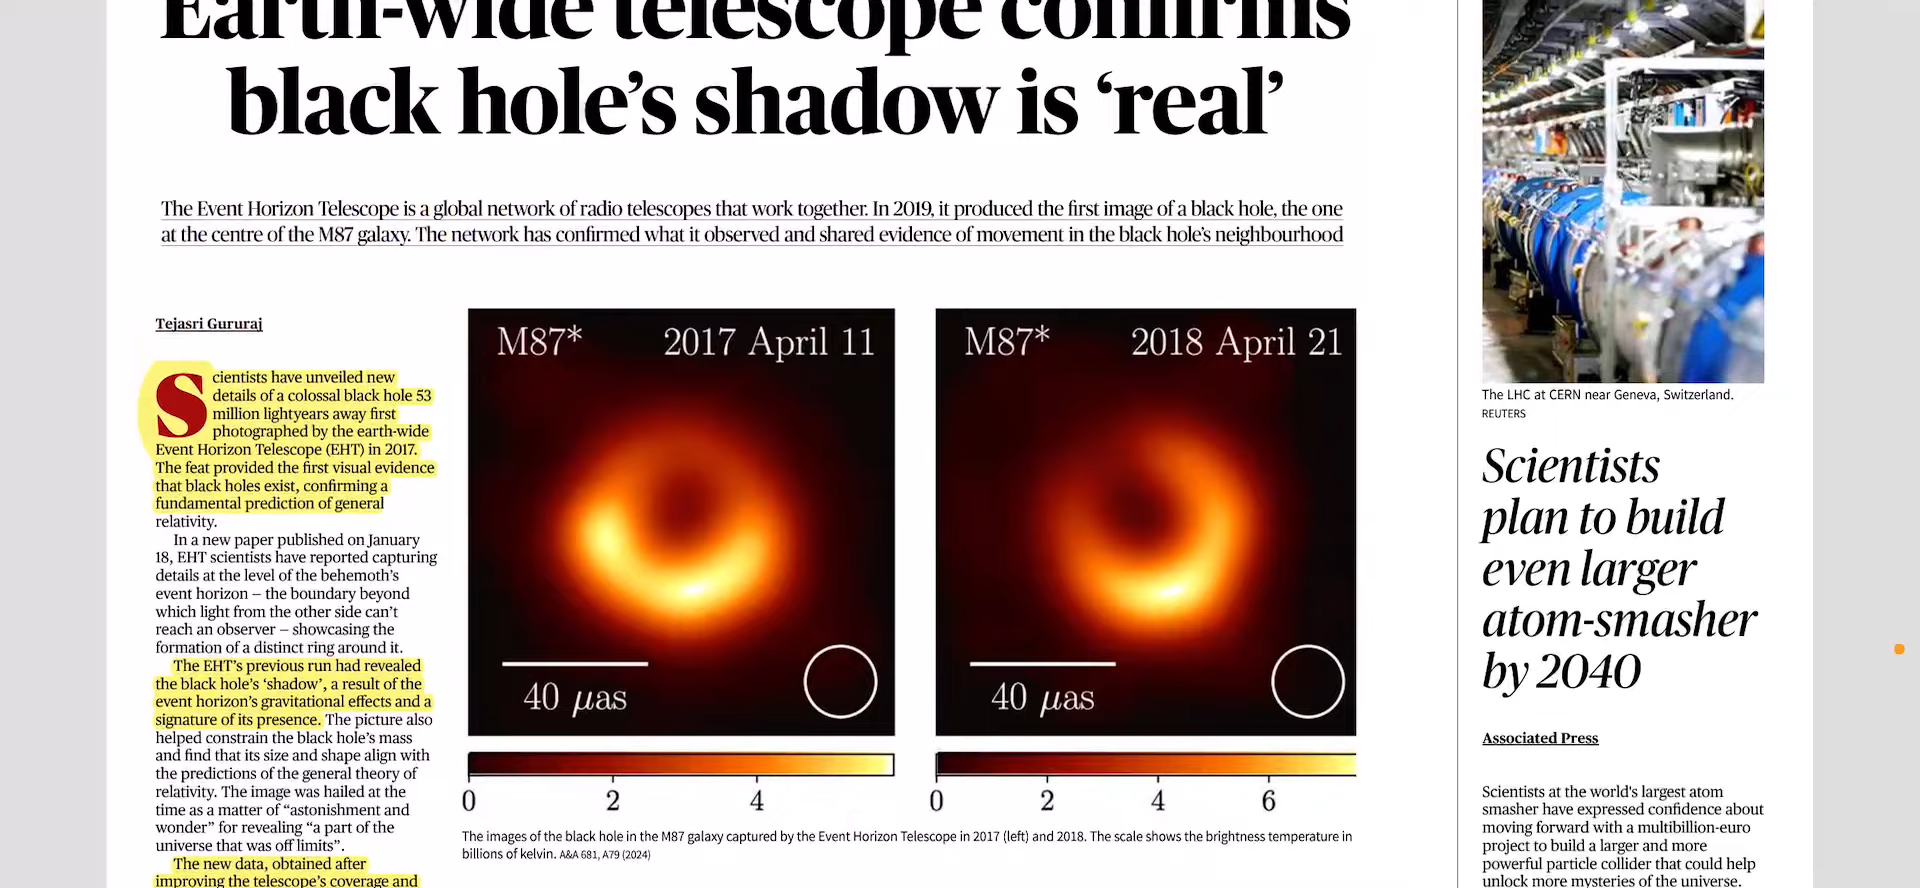 Earth-wide telescope confirms
black hole’s shadow is ‘real’
The Event Horizon Telescope is a global network of radio telescopes that work together. In 2019, it produced the first image of a black hole, the one
at the centre of the M87 galaxy. The network has confirmed what it observed and shared evidence of movement in the black hole’s neighbourhood
Tejasri Gururaj
Scientists have unveiled new
details of a colossal black hole 53
million lightyears away first
photographed by the earth-wide
Event Horizon Telescope (EHT) in 2017.
The feat provided the first visual evidence
that black holes exist, confirming a
fundamental prediction of general
relativity.
In a new paper published on January
18, EHT scientists have reported capturing
details at the level of the behemoth’s
event horizon – the boundary beyond
which light from the other side can’t
reach an observer – showcasing the
formation of a distinct ring around it.
The EHT’s previous run had revealed
the black hole’s ‘shadow’, a result of the
event horizon’s gravitational effects and a
signature of its presence. The picture also
helped constrain the black hole’s mass
and find that its size and shape align with
the predictions of the general theory of
relativity. The image was hailed at the
time as a matter of “astonishment and
wonder” for revealing “a part of the
universe that was off limits”.
The new data, obtained after
improving the telescope’s coverage and
M87* 2017 April 11
40 μas
0 2 4
M87* 2018 April 21
40 μas
0 2 4 6
The images of the black hole in the M87 galaxy captured by the Event Horizon Telescope in 2017 (left) and 2018. The scale shows the brightness temperature in
billions of kelvin. A&A 681, A79 (2024)
The LHC at CERN near Geneva, Switzerland.
REUTERS
Scientists
plan to build
even larger
atom-smasher
by 2040
Associated Press
Scientists at the world's largest atom
smasher have expressed confidence about
moving forward with a multibillion-euro
project to build a larger and more
powerful particle collider that could help
unlock more mysteries of the universe.